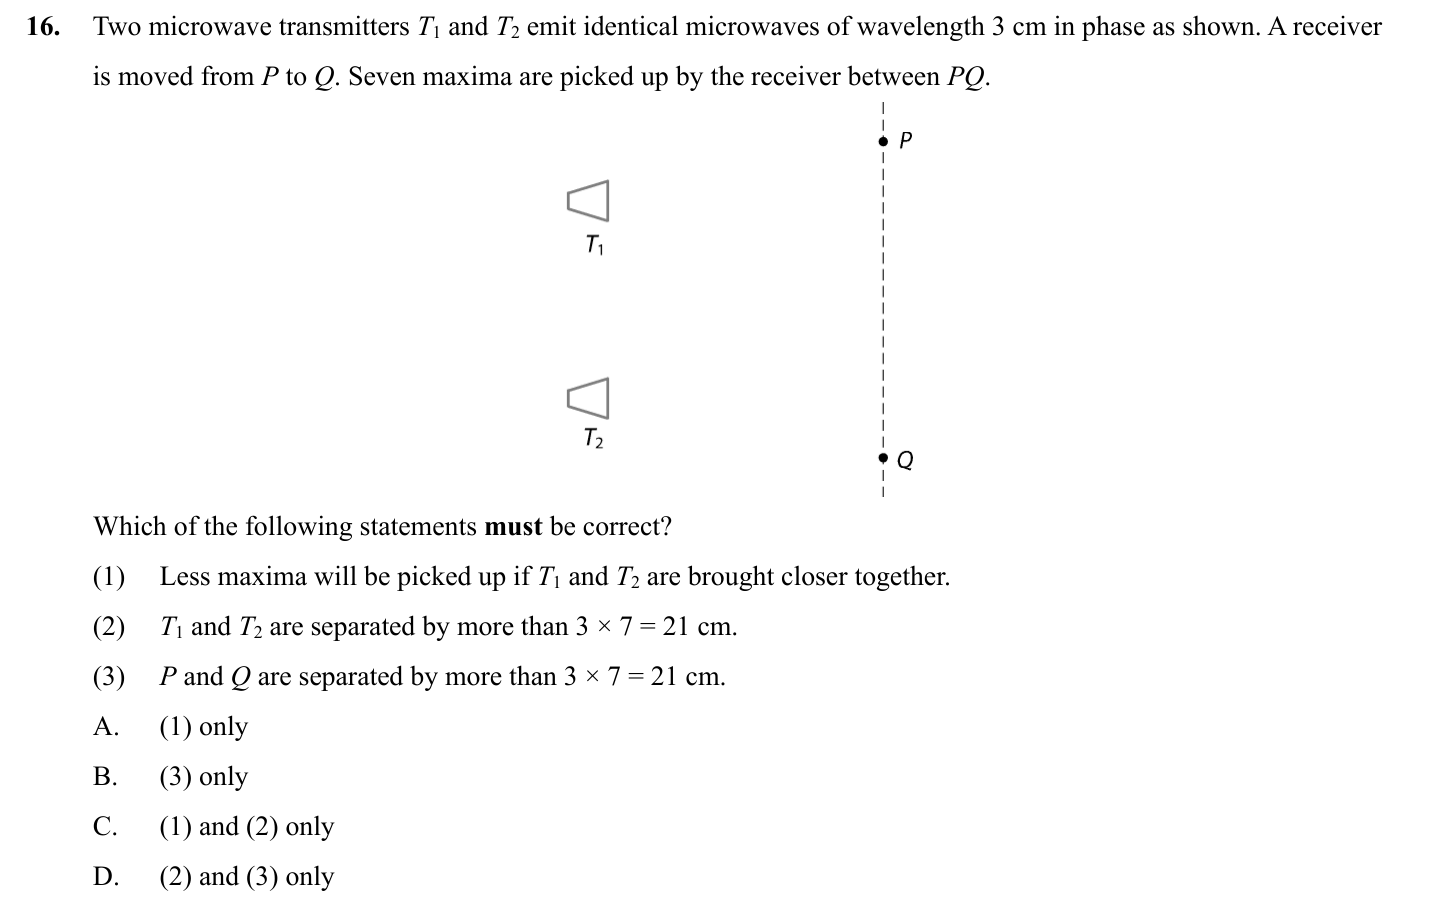 16. Two microwave transmitters T₁ and T₂ emit identical microwaves of wavelength 3 cm in phase as shown. A receiver
is moved from P to Q. Seven maxima are picked up by the receiver between PQ.
P
T₁
T₂
Q
Which of the following statements must be correct?
(1) Less maxima will be picked up if T₁ and T₂ are brought closer together.
(2) T₁ and T₂ are separated by more than 3 × 7 = 21 cm.
(3) P and Q are separated by more than 3 × 7 = 21 cm.
A. (1) only
B. (3) only
C. (1) and (2) only
D. (2) and (3) only